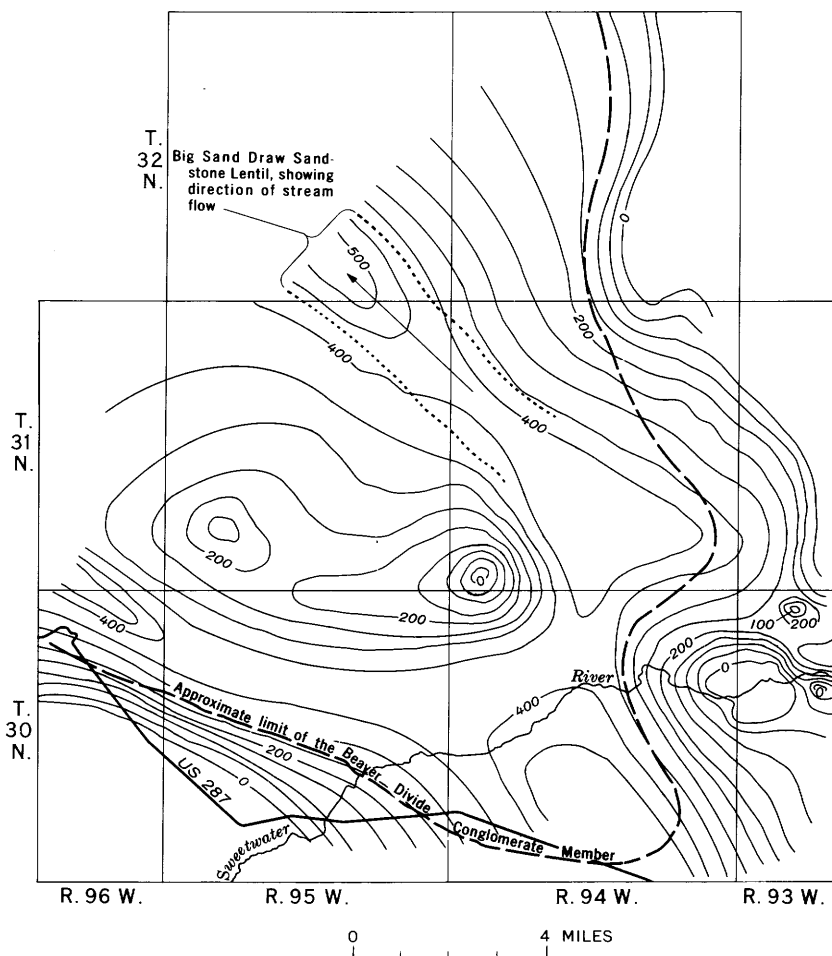 T.
32
N.
Big Sand Draw Sand-
stone Lentil, showing
direction of stream
flow
0
500
200
400
T.
31
N.
400
200
0
200
400
100 200
200
0
0
River
400
T.
30
N.
Approximate limit of the Beaver Divide
Conglomerate Member
200
0
US 287
Sweetwater
R. 96 W. R. 95 W. R. 94 W. R. 93 W.
0 4 MILES